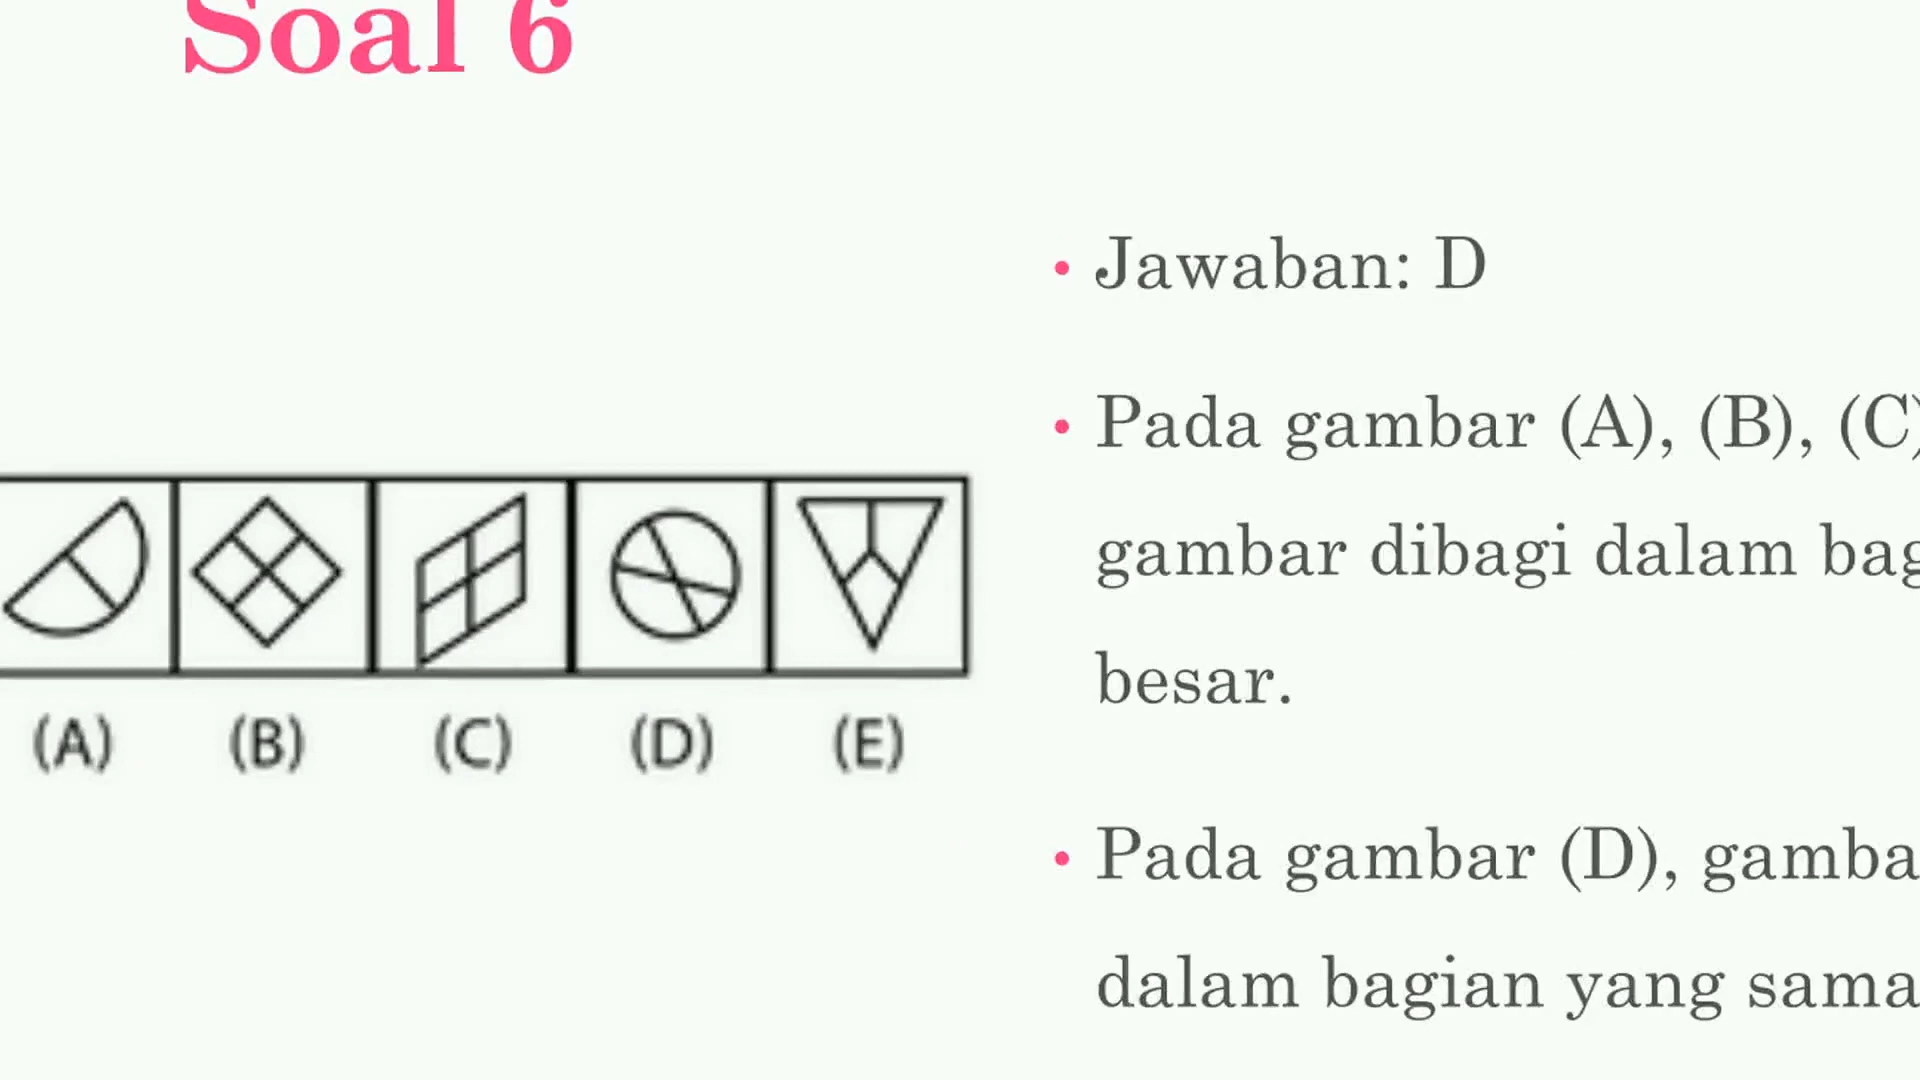 Soal 6
Jawaban: D
Pada gambar (A), (B), (C)
gambar dibagi dalam bag
besar.
Pada gambar (D), gamba
dalam bagian yang sama
(A) (B) (C) (D) (E)